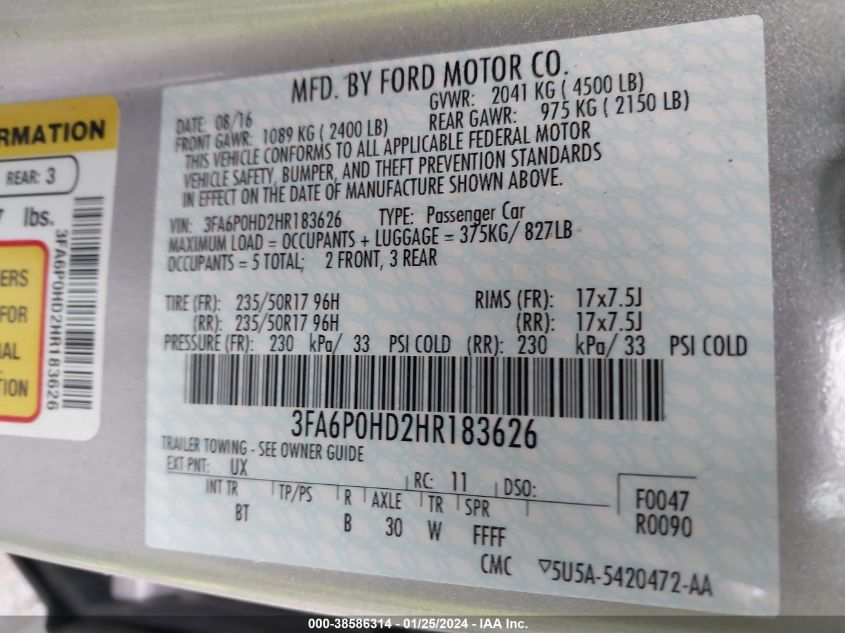 RMATION
REAR: 3
7 lbs.
3FA6P0HD2HR183626
ERS
FOR
IAL
TION
MFD. BY FORD MOTOR CO.
DATE: 08/16 GVWR: 2041 KG ( 4500 LB)
FRONT GAWR: 1089 KG ( 2400 LB) REAR GAWR: 975 KG ( 2150 LB)
THIS VEHICLE CONFORMS TO ALL APPLICABLE FEDERAL MOTOR
VEHICLE SAFETY, BUMPER, AND THEFT PREVENTION STANDARDS
IN EFFECT ON THE DATE OF MANUFACTURE SHOWN ABOVE.
VIN: 3FA6P0HD2HR183626 TYPE: Passenger Car
MAXIMUM LOAD = OCCUPANTS + LUGGAGE = 375KG/ 827LB
OCCUPANTS = 5 TOTAL; 2 FRONT, 3 REAR
TIRE (FR): 235/50R17 96H RIMS (FR): 17x7.5J
(RR): 235/50R17 96H (RR): 17x7.5J
PRESSURE (FR): 230 kPa/ 33 PSI COLD (RR): 230 kPa/ 33 PSI COLD
3FA6P0HD2HR183626
TRAILER TOWING - SEE OWNER GUIDE
EXT PNT: UX RC: 11 DSO:
INT TR TP/PS R AXLE TR SPR F0047
BT B 30 W FFFF R0090
CMC ▽5U5A-5420472-AA
000-38586314 - 01/25/2024 - IAA Inc.